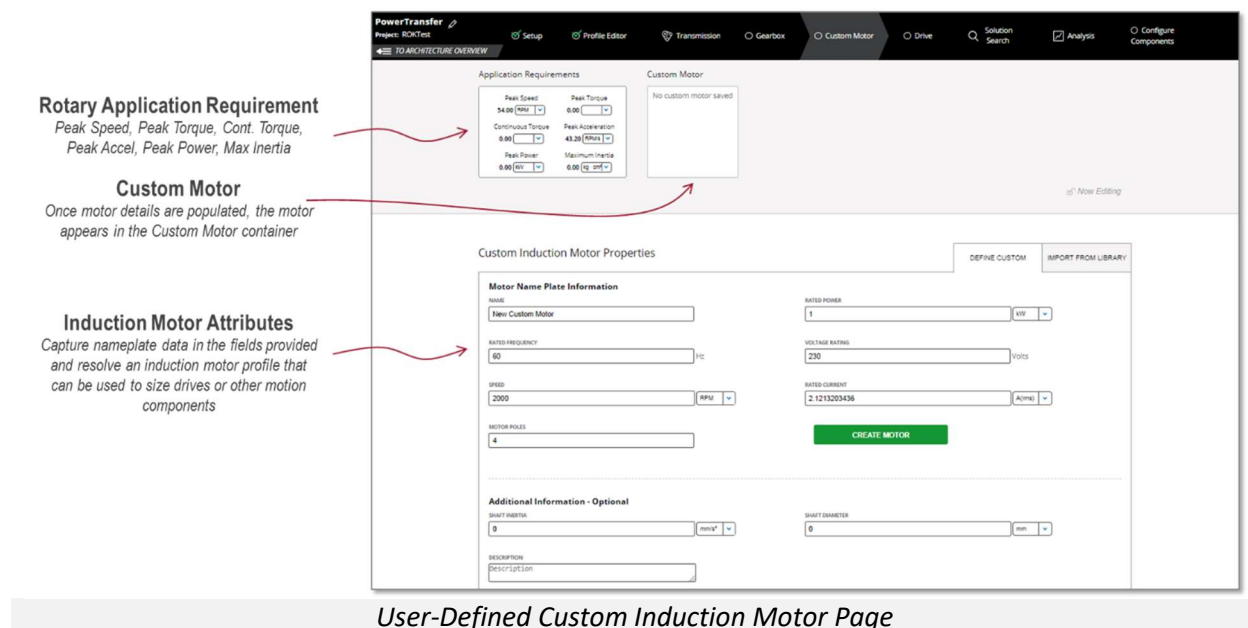 PowerTransfer
Project: ROKTest
TO ARCHITECTURE OVERVIEW
Setup
Profile Editor
Transmission
Gearbox
Custom Motor
Drive
Solution
Search
Analysis
Configure
Components
Rotary Application Requirement
Peak Speed, Peak Torque, Cont. Torque,
Peak Accel, Peak Power, Max Inertia
Custom Motor
Once motor details are populated, the motor
appears in the Custom Motor container
Induction Motor Attributes
Capture nameplate data in the fields provided
and resolve an induction motor profile that
can be used to size drives or other motion
components
Application Requirements
Peak Speed
54.00 RPM
Peak Torque
0.00
Continuous Torque
0.00
Peak Acceleration
43.20 RPM/s
Peak Power
0.00 kW
Maximum Inertia
0.00 kg
Custom Motor
No custom motor saved
Now Editing
Custom Induction Motor Properties
DEFINE CUSTOM
IMPORT FROM LIBRARY
Motor Name Plate Information
NAME
New Custom Motor
RATED POWER
1 kW
RATED FREQUENCY
60 Hz
VOLTAGE RATING
230 Volts
SPEED
2000 RPM
RATED CURRENT
2.1213203436 A(rms)
MOTOR POLES
4
CREATE MOTOR
Additional Information - Optional
SHAFT INERTIA
0
SHAFT DIAMETER
0 mm
DESCRIPTION
Description
User-Defined Custom Induction Motor Page